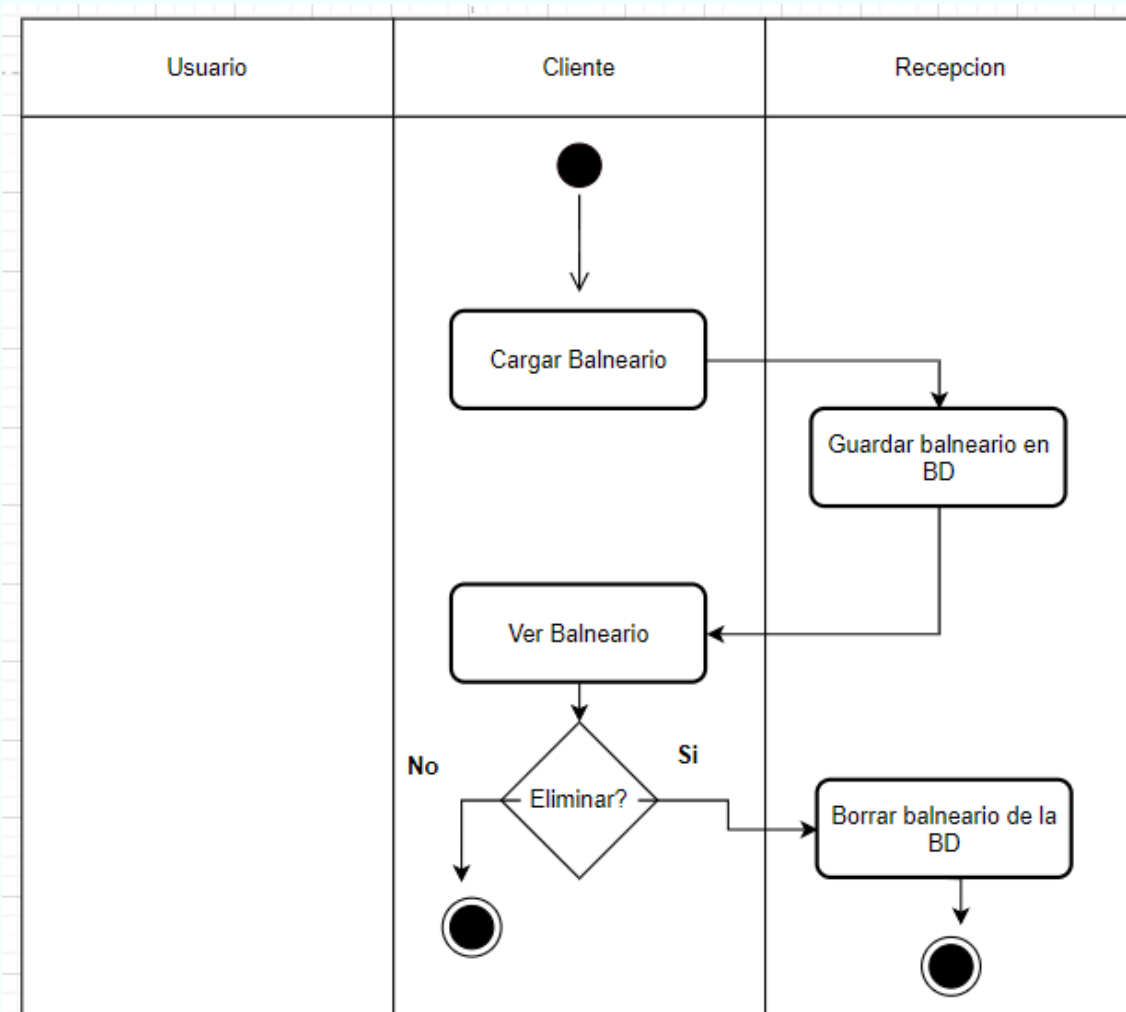 Usuario
Cliente
Recepcion
Cargar Balneario
Guardar balneario en
BD
Ver Balneario
No
Si
Eliminar?
Borrar balneario de la
BD